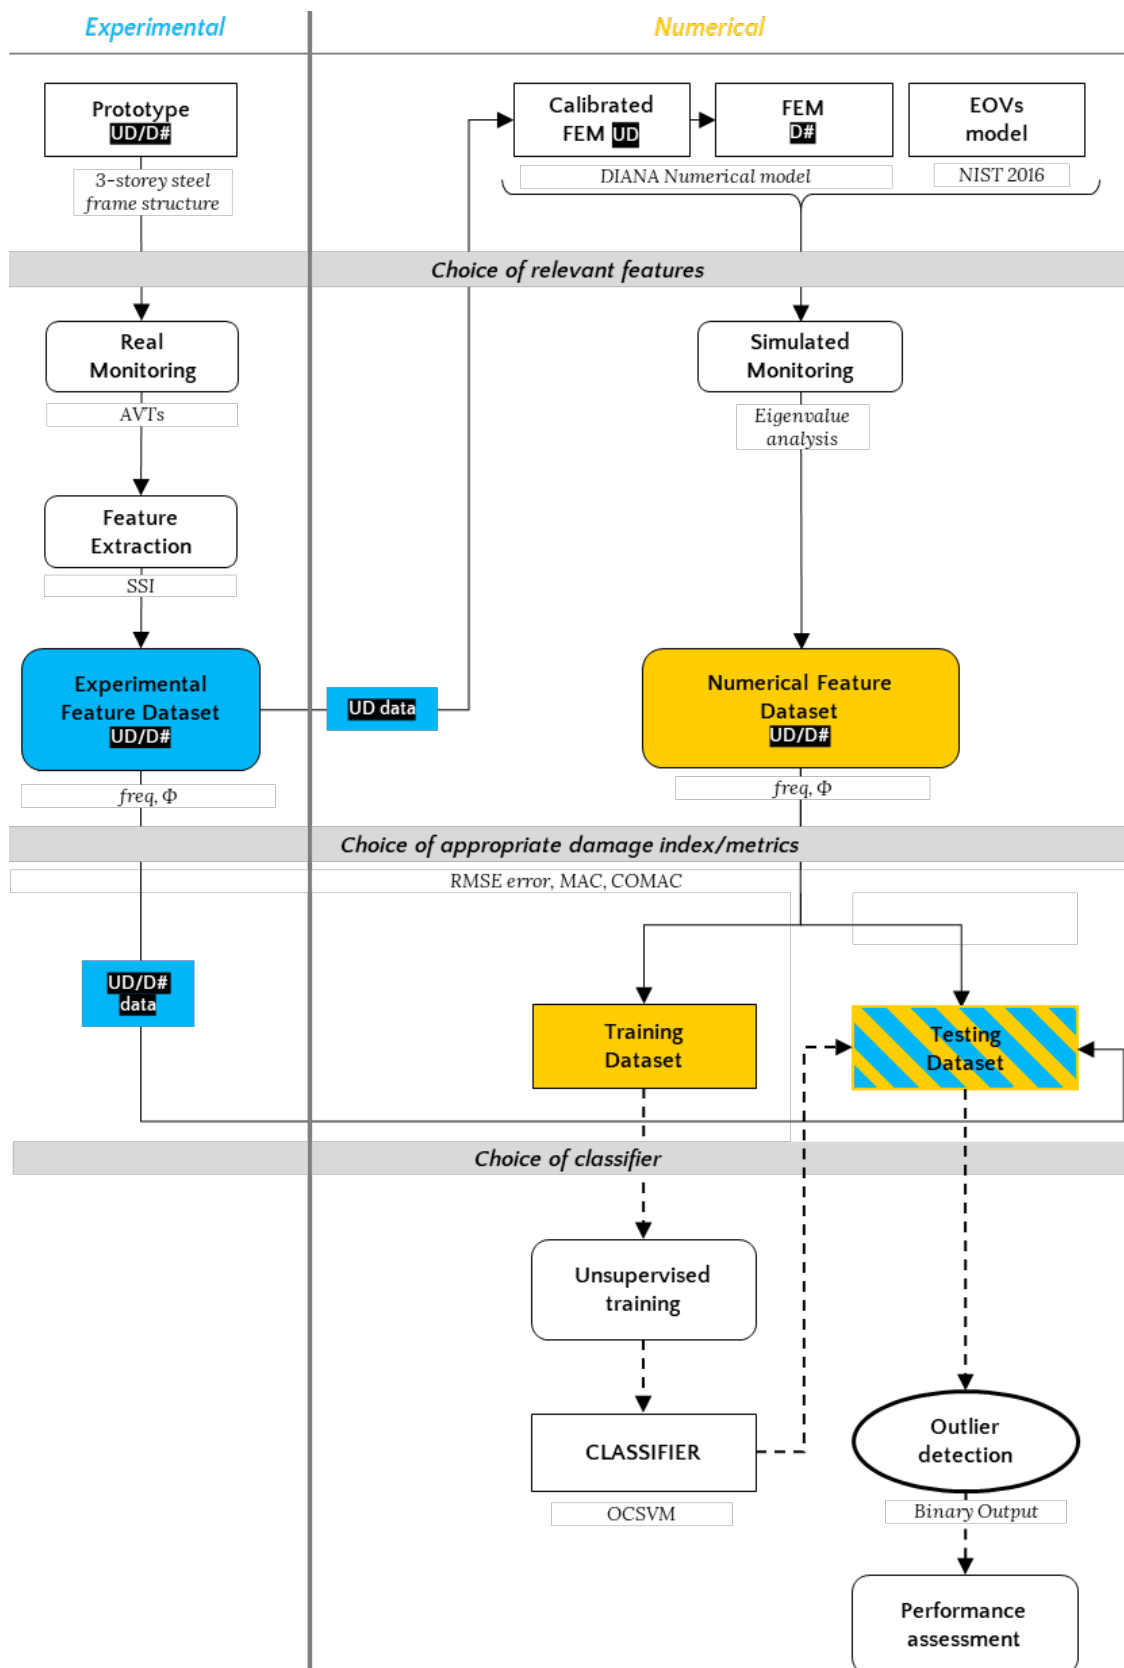 Experimental
Numerical
Prototype
UD/D#
3-storey steel
frame structure
Calibrated
FEM UD
FEM
D#
EOVs
model
DIANA Numerical model
NIST 2016
Choice of relevant features
Real
Monitoring
AVTs
Simulated
Monitoring
Eigenvalue
analysis
Feature
Extraction
SSI
Experimental
Feature Dataset
UD/D#
UD data
Numerical Feature
Dataset
UD/D#
freq, Φ
freq, Φ
Choice of appropriate damage index/metrics
RMSE error, MAC, COMAC
UD/D#
data
Training
Dataset
Testing
Dataset
Choice of classifier
Unsupervised
training
CLASSIFIER
OCSVM
Outlier
detection
Binary Output
Performance
assessment